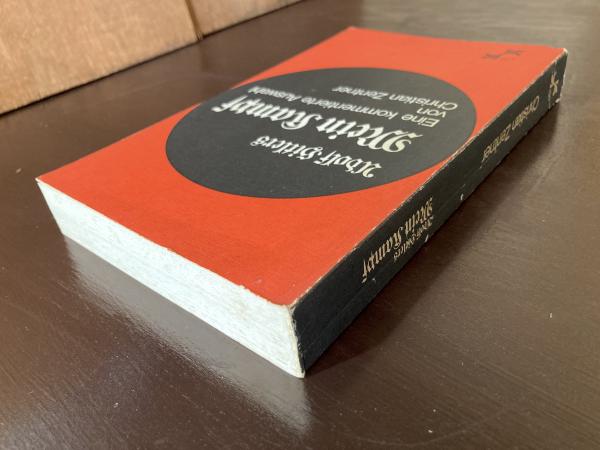 Adolf Hitlers
Mein Kampf
Eine kommentierte Auswahl
von
Christian Zentner
Adolf Hitlers
Mein Kampf
Christian Zentner